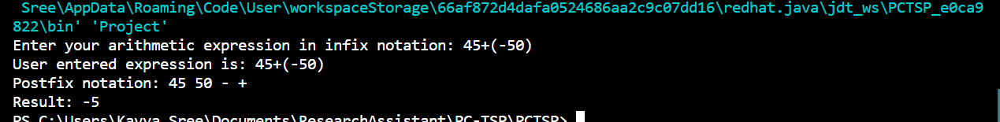 Sree\AppData\Roaming\Code\User\workspaceStorage\66af872d4dafa0524686aa2c9c07dd16\redhat.java\jdt_ws\PCTSP_e0ca9
822\bin' 'Project'
Enter your arithmetic expression in infix notation: 45+(-50)
User entered expression is: 45+(-50)
Postfix notation: 45 50 - +
Result: -5
PS C:\Users\Kavya Sree\Documents\ResearchAssistant\PC-TSP\PCTSP>